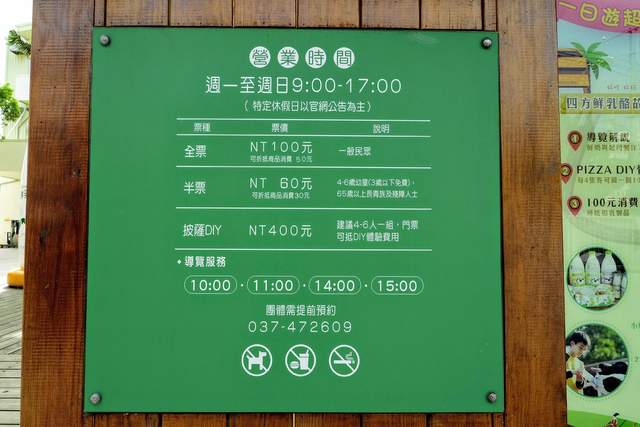 營業時間
週一至週日9:00-17:00
(特定休假日以官網公告為主)
票種 票價 說明
全票 NT 100元 一般民眾
可折抵商品消費 50元
半票 NT 60元 4-6歲幼童(3歲以下免費)、
可折抵商品消費30元 65歲以上長青族及殘障人士
披薩DIY NT400元 建議4-6人一組，門票
可抵DIY體驗費用
• 導覽服務
10:00 · 11:00 · 14:00 · 15:00
團體需提前預約
037-472609
一日遊超
四方鮮乳酪故
1 導覽解說
2 PIZZA DIY
3 100元消費